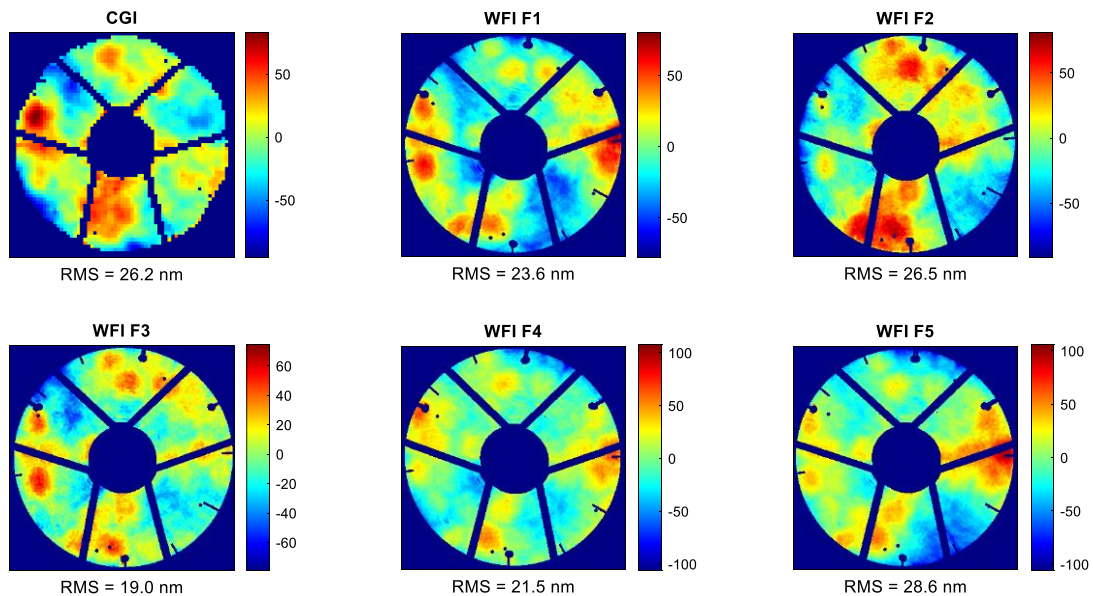 CGI
50
0
-50
RMS = 26.2 nm
WFI F1
50
0
-50
RMS = 23.6 nm
WFI F2
50
0
-50
RMS = 26.5 nm
WFI F3
60
40
20
0
-20
-40
-60
RMS = 19.0 nm
WFI F4
100
50
0
-50
-100
RMS = 21.5 nm
WFI F5
100
50
0
-50
-100
RMS = 28.6 nm